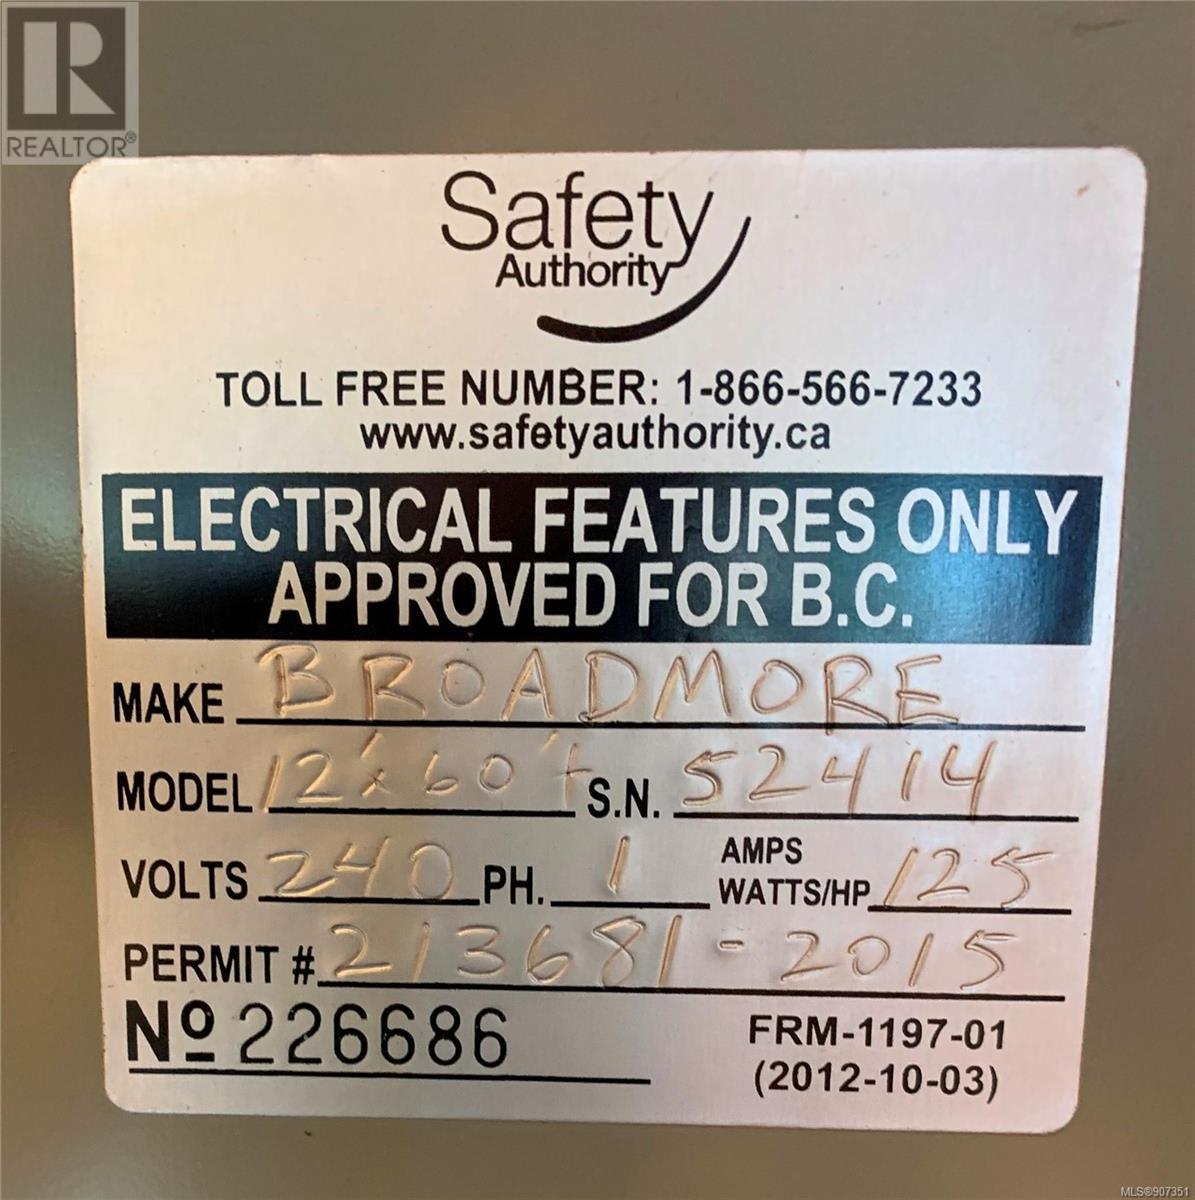 R
REALTOR®
Safety
Authority
TOLL FREE NUMBER: 1-866-566-7233
www.safetyauthority.ca
ELECTRICAL FEATURES ONLY
APPROVED FOR B.C.
MAKE BROADMORE
MODEL 12'x60'+ S.N. 52414
VOLTS 240 PH. 1 AMPS WATTS/HP 125
PERMIT # 213681-2015
Nº 226686
FRM-1197-01
(2012-10-03)
MLS®907351